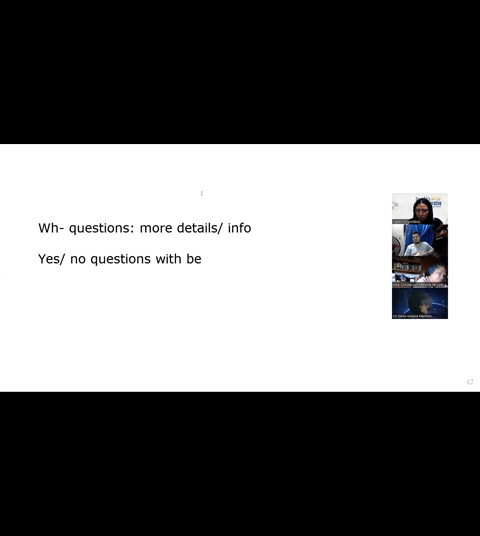 Wh- questions: more details/ info
Yes/ no questions with be